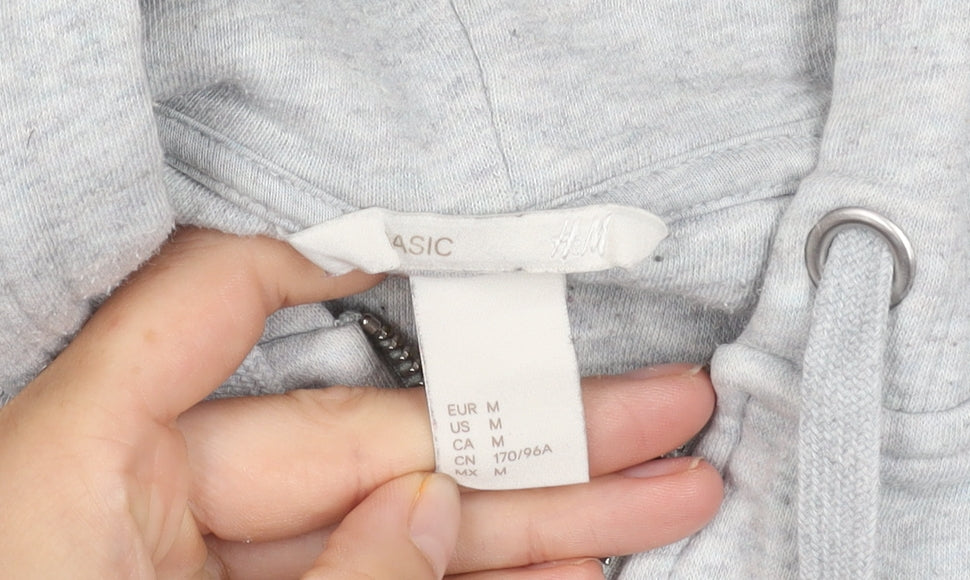 ASIC H&M
EUR M
US M
CA M
CN 170/96A
MX M